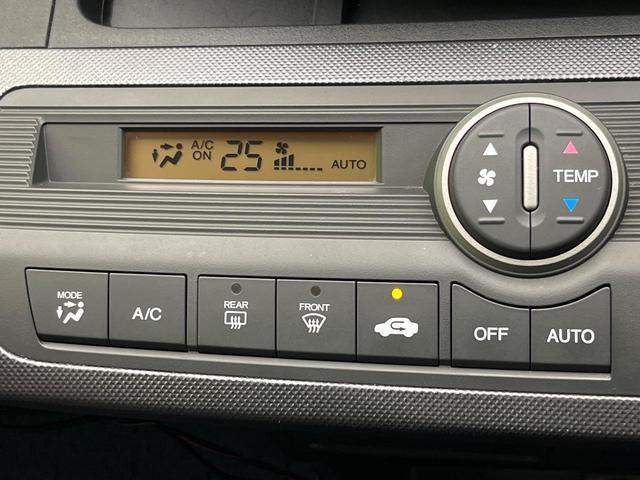 A/C
ON
25
AUTO
TEMP
MODE
A/C
REAR
FRONT
OFF
AUTO